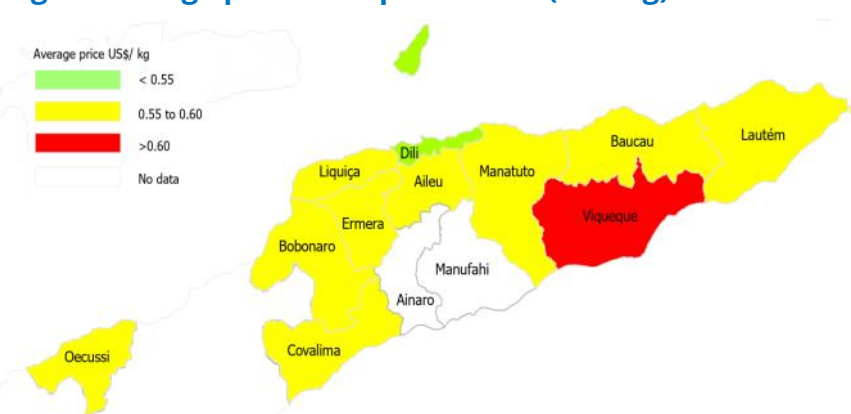 Average price US$/ kg
< 0.55
0.55 to 0.60
>0.60
No data
Dili
Baucau
Lautém
Liquiça
Aileu
Manatuto
Viqueque
Ermera
Bobonaro
Manufahi
Ainaro
Covalima
Oecussi